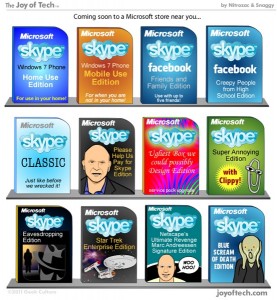 The Joy of Tech™ by Nitrozac & Snaggy
Coming soon to a Microsoft store near you...
Microsoft
skype
Windows 7 Phone
Home Use
Edition
For use in your home!
Microsoft
skype
Windows 7 Phone
Mobile Use
Edition
For when you are
not in your home!
Microsoft
skype
facebook
Friends and
Family Edition
Use with up to
five friends!
Microsoft
skype
facebook
Creepy People
from
High School
Edition
Microsoft
skype
CLASSIC
Just like before
we wrecked it!
Microsoft
skype
Please
Help Us
Pay for
Skype
Edition
Microsoft
skype
Ugliest Box we
could possibly
Design Edition
Microsoft
skype
Super Annoying
Edition
with
Clippy!
Microsoft
skype
Eavesdropping
Edition
Microsoft
skype
Star Trek
Enterprise Edition
Microsoft
skype
Netscape's
Ultimate Revenge
Marc Andreessen
Signature Edition
WOO
HOO!
Microsoft
skype
BLUE
SCREAM
OF DEATH
EDITION
joyoftech.com